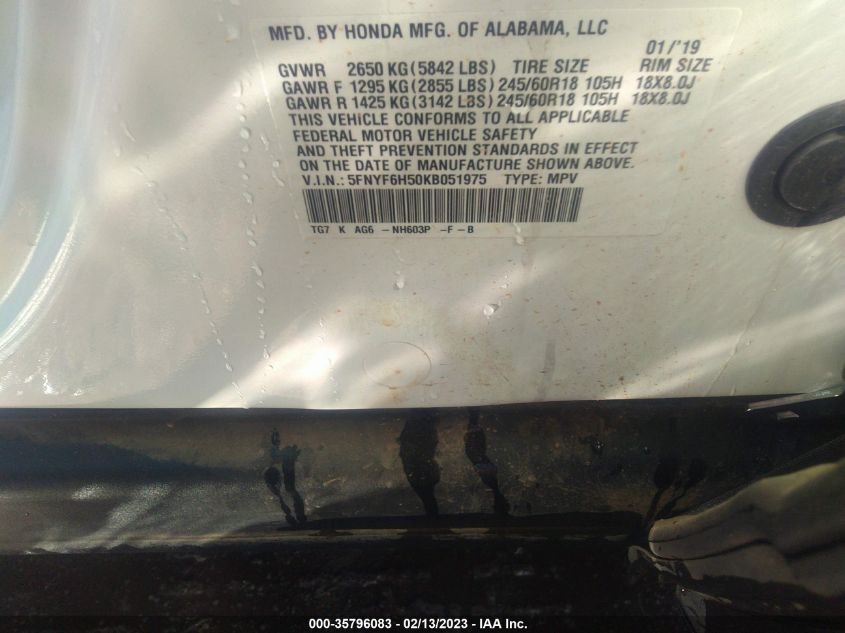 MFD. BY HONDA MFG. OF ALABAMA, LLC
01/'19
GVWR 2650 KG(5842 LBS) TIRE SIZE RIM SIZE
GAWR F 1295 KG(2855 LBS)245/60R18 105H 18X8.0J
GAWR R 1425 KG(3142 LBS)245/60R18 105H 18X8.0J
THIS VEHICLE CONFORMS TO ALL APPLICABLE
FEDERAL MOTOR VEHICLE SAFETY
AND THEFT PREVENTION STANDARDS IN EFFECT
ON THE DATE OF MANUFACTURE SHOWN ABOVE.
V.I.N.: 5FNYF6H50KB051975 TYPE: MPV
TG7 K AG6 -NH603P -F-B
000-35796083 - 02/13/2023 - IAA Inc.